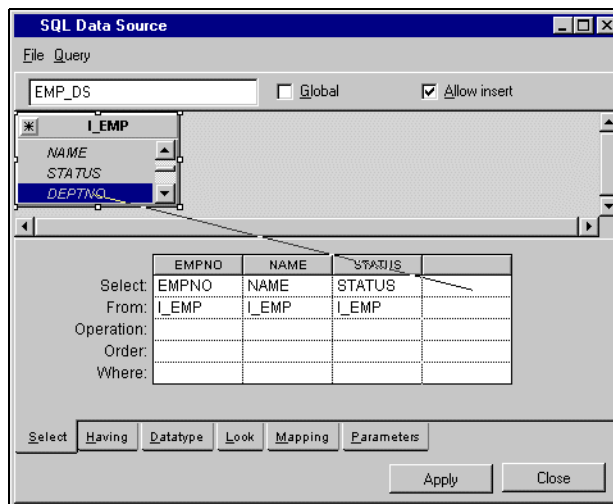 SQL Data Source
File Query
EMP_DS Global Allow insert
I_EMP
NAME
STATUS
DEPTNO
EMPNO NAME STATUS
Select: EMPNO NAME STATUS
From: I_EMP I_EMP I_EMP
Operation:
Order:
Where:
Select Having Datatype Look Mapping Parameters
Apply Close